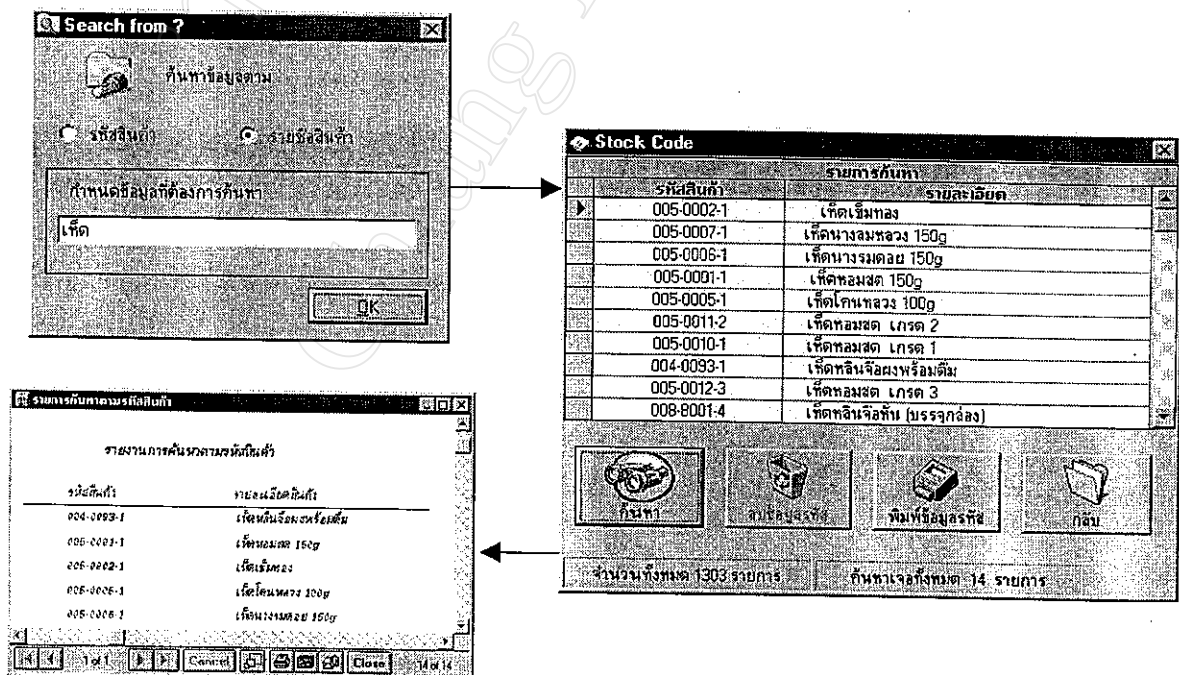 Search from ?
ค้นหาข้อมูลตาม
รหัสสินค้า
รายชื่อสินค้า
กำหนดข้อมูลที่ต้องการค้นหา
เห็ด
OK
Stock Code
รายการค้นหา
รหัสสินค้า รายละเอียด
005-0002-1 เห็ดเข็มทอง
005-0007-1 เห็ดนางลมหลวง 150g
005-0006-1 เห็ดนางรมดอย 150g
005-0001-1 เห็ดหอมสด 150g
005-0005-1 เห็ดโคนหลวง 100g
005-0011-2 เห็ดหอมสด เกรด 2
005-0010-1 เห็ดหอมสด เกรด 1
004-0093-1 เห็ดหลินจือผงพร้อมดื่ม
005-0012-3 เห็ดหอมสด เกรด 3
008-8001-4 เห็ดหลินจือหั่น (บรรจุกล่อง)
ค้นหา
ลบข้อมูลรหัส
พิมพ์ข้อมูลรหัส
กลับ
จำนวนทั้งหมด 1303 รายการ
ค้นหาเจอทั้งหมด 14 รายการ
รายการค้นหาตามรหัสสินค้า
รายงานการค้นหาตามรหัสสินค้า
รหัสสินค้า รายละเอียดสินค้า
004-0093-1 เห็ดหลินจือผงพร้อมดื่ม
005-0001-1 เห็ดหอมสด 150g
005-0002-1 เห็ดเข็มทอง
005-0005-1 เห็ดโคนหลวง 100g
005-0006-1 เห็ดนางรมดอย 150g
1 of 1 Cancel Close 14 of 14